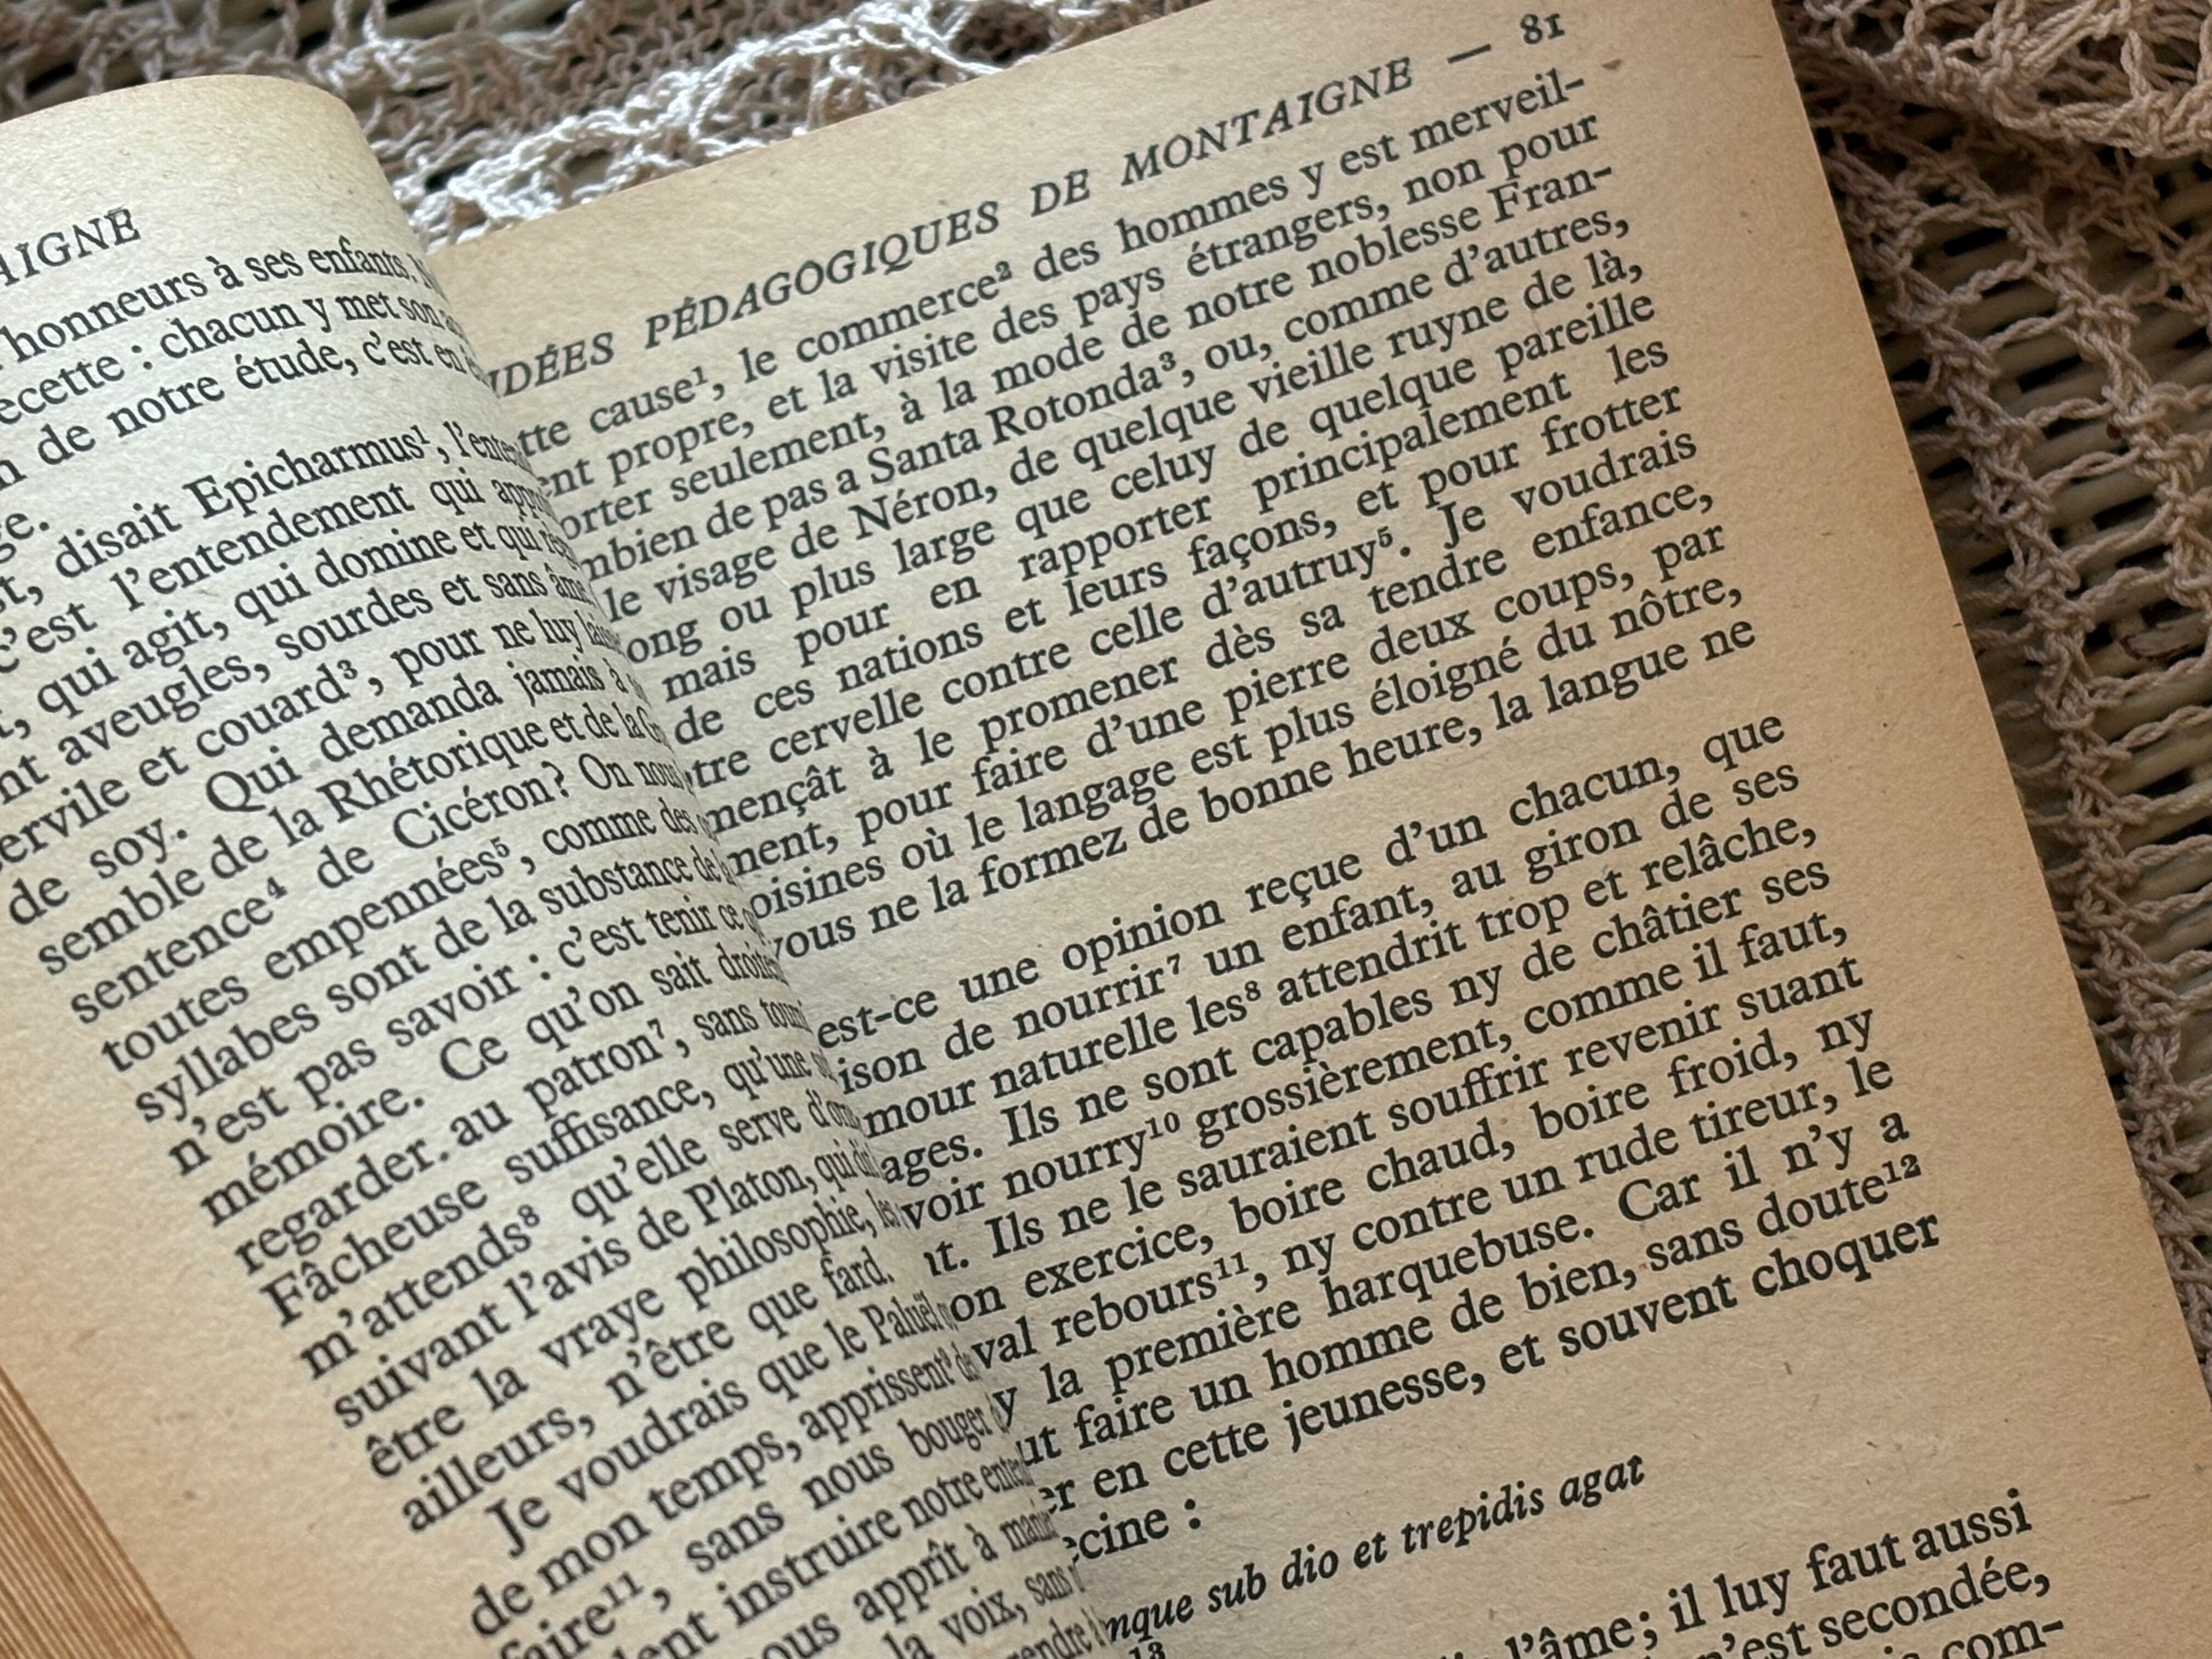 AIGNE
honneurs à ses enfants.
ecette : chacun y met son
de notre étude, c'est en
ge.
disait Epicharmus¹,
c'est l'entendement qui
qui agit, qui domine et qui
nt aveugles, sourdes et sans âme
servile et couard³, pour ne luy
de soy. Qui demanda jamais à
semble de la Rhétorique et de la
sentence⁴ de Cicéron? On nous
toutes empennées⁵, comme des
syllabes sont de la substance de
n'est pas savoir : c'est tenir ce
mémoire. Ce qu'on sait
regarder. au patron⁷, sans
Fâcheuse suffisance, qu'une
m'attends⁸ qu'elle serve
suivant l'avis de Platon, qui
être la vraye philosophie, les
ailleurs, n'être que fard.
Je voudrais que le Paluël
de mon temps, apprissent⁹
faire¹¹, sans nous bouger
instruire notre
nous apprît à
la voix, sans
IDÉES PÉDAGOGIQUES DE MONTAIGNE — 81
tte cause¹, le commerce² des hommes y est merveil-
ent propre, et la visite des pays étrangers, non pour
orter seulement, à la mode de notre noblesse Fran-
mbien de pas a Santa Rotonda³, ou, comme d'autres,
le visage de Néron, de quelque vieille ruyne de là,
ong ou plus large que celuy de quelque pareille
mais pour en rapporter principalement les
de ces nations et leurs façons, et pour frotter
tre cervelle contre celle d'autruy⁵. Je voudrais
mençât à le promener dès sa tendre enfance,
ment, pour faire d'une pierre deux coups, par
oisines où le langage est plus éloigné du nôtre,
vous ne la formez de bonne heure, la langue ne
est-ce une opinion reçue d'un chacun, que
ison de nourrir⁷ un enfant, au giron de ses
mour naturelle les⁸ attendrit trop et relâche,
ages. Ils ne sont capables ny de châtier ses
voir nourry¹⁰ grossièrement, comme il faut,
t. Ils ne le sauraient souffrir revenir suant
on exercice, boire chaud, boire froid, ny
val rebours¹¹, ny contre un rude tireur, le
y la première harquebuse. Car il n'y a
ut faire un homme de bien, sans doute¹²
er en cette jeunesse, et souvent choquer
ecine :
mque sub dio et trepidis agat
l'âme; il luy faut aussi
n'est secondée,
com-
13